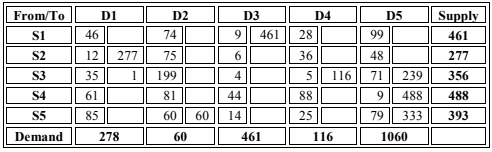 From/To D1 D2 D3 D4 D5 Supply
S1 46 74 9 461 28 99 461
S2 12 277 75 6 36 48 277
S3 35 1 199 4 5 116 71 239 356
S4 61 81 44 88 9 488 488
S5 85 60 60 14 25 79 333 393
Demand 278 60 461 116 1060